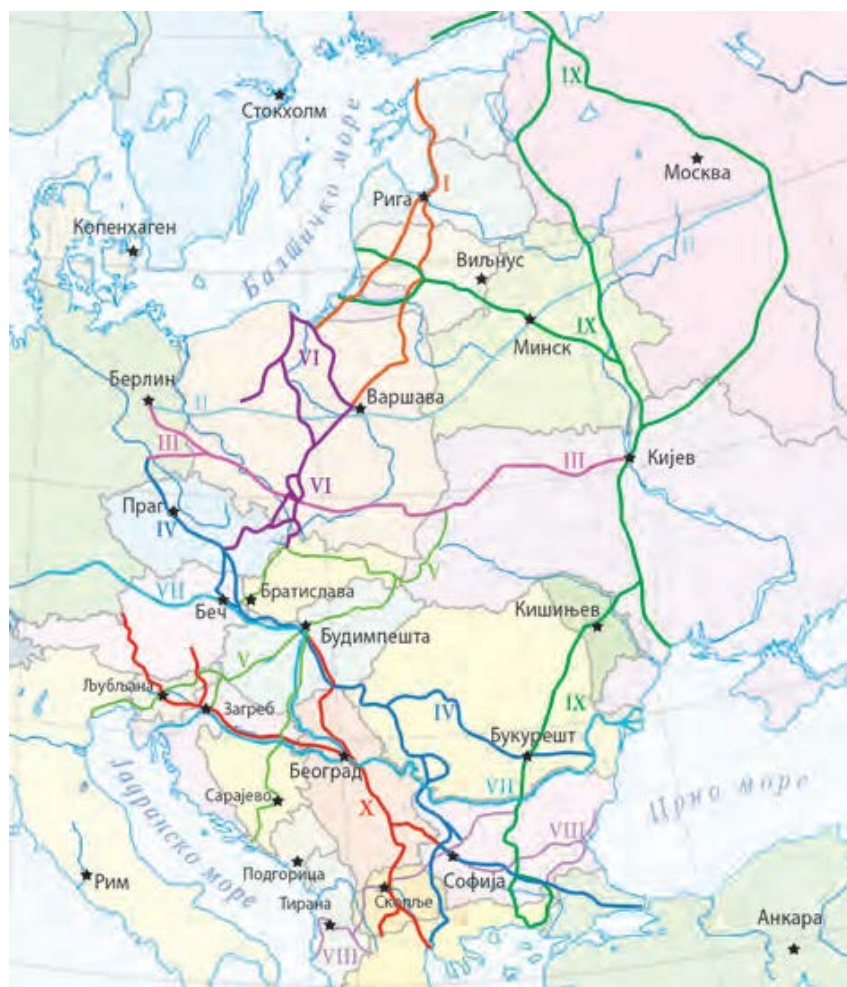 IX
Стокхолм
Москва
Рига
I
Балтичко море
Копенхаген
Виљнус
II
Минск
IX
VI
Берлин
II
Варшава
III
VI
III
Кијев
Праг
IV
VII
Беч
Братислава
V
Кишињев
Будимпешта
V
Љубљана
Загреб
IV
IX
Букурешт
Београд
VII
Сарајево
X
VIII
Црно море
Јадранско море
Рим
Подгорица
Софија
Скопље
Тирана
VIII
Анкара